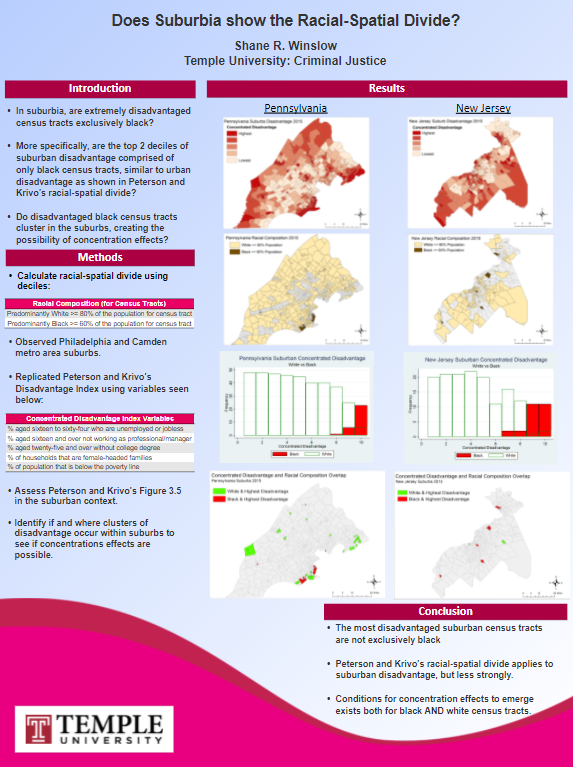 Does Suburbia show the Racial-Spatial Divide?
Shane R. Winslow
Temple University: Criminal Justice
Introduction
• In suburbia, are extremely disadvantaged
census tracts exclusively black?
• More specifically, are the top 2 deciles of
suburban disadvantage comprised of
only black census tracts, similar to urban
disadvantage as shown in Peterson and
Krivo's racial-spatial divide?
• Do disadvantaged black census tracts
cluster in the suburbs, creating the
possibility of concentration effects?
Methods
• Calculate racial-spatial divide using
deciles:
Racial Composition (for Census Tracts)
Predominantly White >= 80% of the population for census tract
Predominantly Black >= 60% of the population for census tract
• Observed Philadelphia and Camden
metro area suburbs.
• Replicated Peterson and Krivo's
Disadvantage Index using variables seen
below:
Concentrated Disadvantage Index Variables
% aged sixteen to sixty-four who are unemployed or jobless
% aged sixteen and over not working as professional/manager
% aged twenty-five and over without college degree
% of households that are female-headed families
% of population that is below the poverty line
• Assess Peterson and Krivo's Figure 3.5
in the suburban context.
• Identify if and where clusters of
disadvantage occur within suburbs to
see if concentrations effects are
possible.
Results
Pennsylvania
New Jersey
Pennsylvania Suburbs Disadvantage 2010
Concentrated Disadvantage
Highest
Lowest
New Jersey Suburbs Disadvantage 2010
Concentrated Disadvantage
Highest
Lowest
Pennsylvania Racial Composition 2010
White >= 80% Population
Black >= 60% Population
New Jersey Racial Composition 2010
White >= 80% Population
Black >= 60% Population
Pennsylvania Suburban Concentrated Disadvantage
White vs Black
Frequency
0 2 4 6 8 10
Concentrated Disadvantage
Black White
New Jersey Suburban Concentrated Disadvantage
White vs Black
Frequency
0 2 4 6 8 10
Concentrated Disadvantage
Black White
Concentrated Disadvantage and Racial Composition Overlap
Pennsylvania Suburbs 2010
White & Highest Disadvantage
Black & Highest Disadvantage
Concentrated Disadvantage and Racial Composition Overlap
New Jersey Suburbs 2010
White & Highest Disadvantage
Black & Highest Disadvantage
Conclusion
• The most disadvantaged suburban census tracts
are not exclusively black
• Peterson and Krivo's racial-spatial divide applies to
suburban disadvantage, but less strongly.
• Conditions for concentration effects to emerge
exists both for black AND white census tracts.
TEMPLE
UNIVERSITY